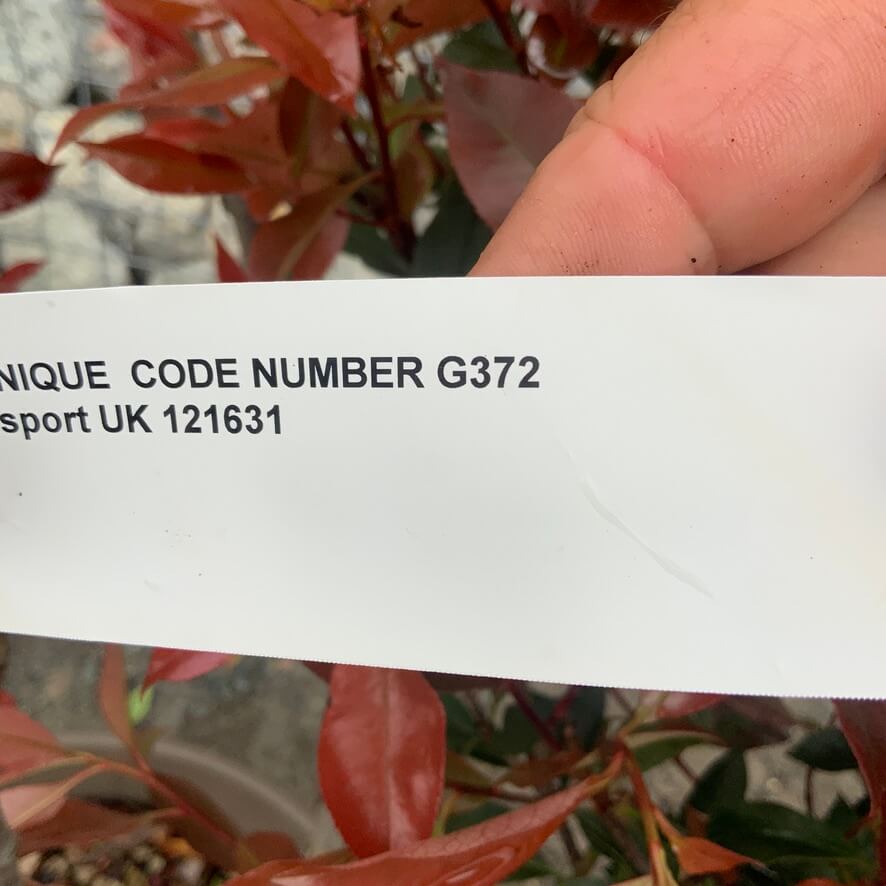 NIQUE CODE NUMBER G372
sport UK 121631